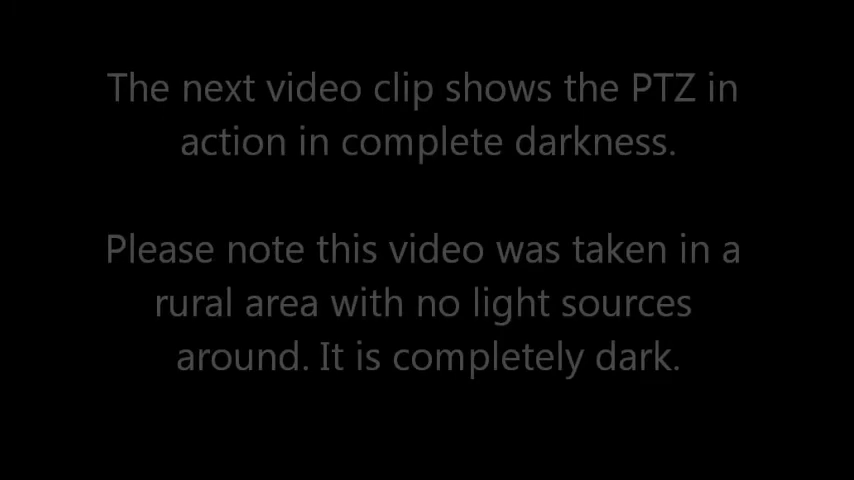 The next video clip shows the PTZ in
action in complete darkness.
Please note this video was taken in a
rural area with no light sources
around. It is completely dark.